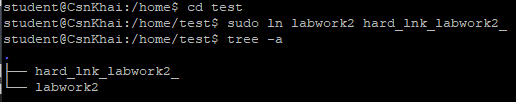 student@CsnKhai:/home$ cd test
student@CsnKhai:/home/test$ sudo ln labwork2 hard_lnk_labwork2_
student@CsnKhai:/home/test$ tree -a
.
├── hard_lnk_labwork2_
└── labwork2